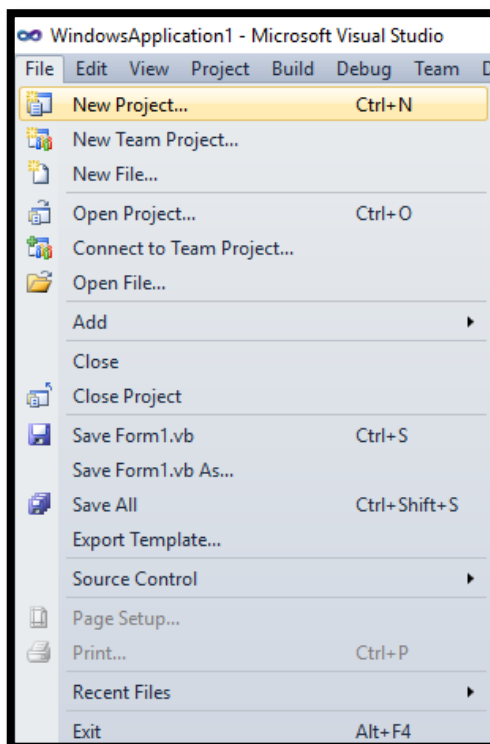 WindowsApplication1 - Microsoft Visual Studio
File Edit View Project Build Debug Team
New Project... Ctrl+N
New Team Project...
New File...
Open Project... Ctrl+O
Connect to Team Project...
Open File...
Add
Close
Close Project
Save Form1.vb Ctrl+S
Save Form1.vb As...
Save All Ctrl+Shift+S
Export Template...
Source Control
Page Setup...
Print... Ctrl+P
Recent Files
Exit Alt+F4